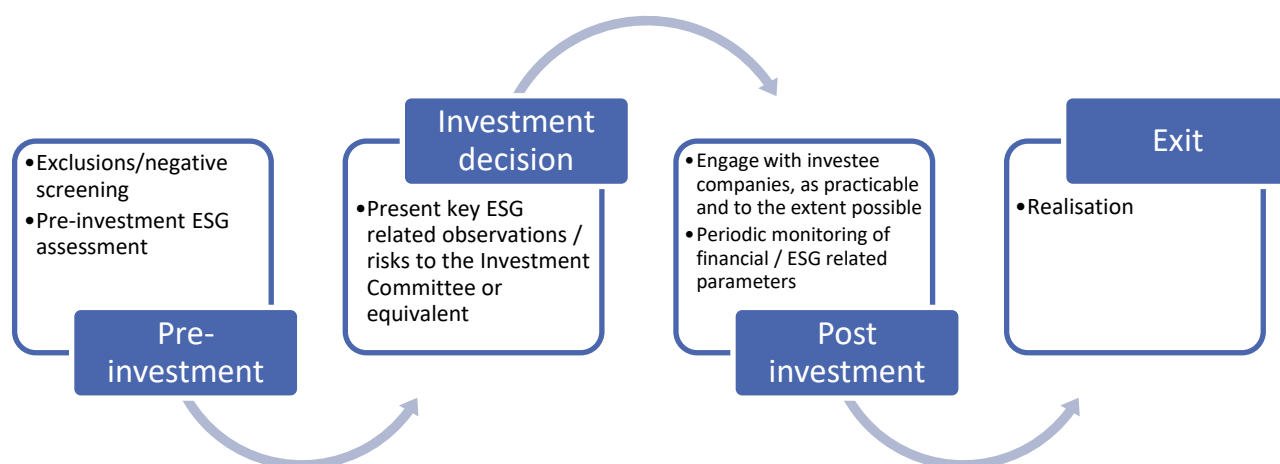 •Exclusions/negative
screening
•Pre-investment ESG
assessment
Pre-
investment
Investment
decision
•Present key ESG
related observations /
risks to the Investment
Committee or
equivalent
•Engage with investee
companies, as practicable
and to the extent possible
•Periodic monitoring of
financial / ESG related
parameters
Post
investment
Exit
•Realisation